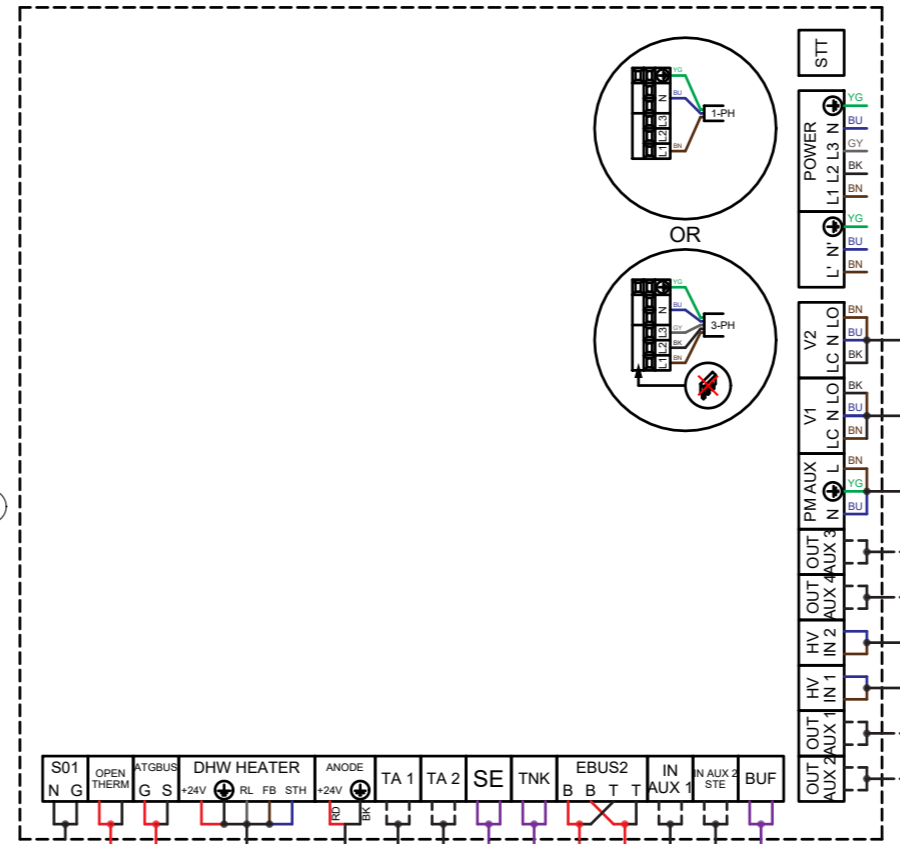 STT
YG
N
BU
L3
L2
L1
BN
1-PH
OR
YG
N
BU
L3
GY
L2
BK
L1
BN
3-PH
POWER
L1 L2 L3 N
YG
BU
GY
BK
BN
L' N'
YG
BU
BN
V2
LC N LO
BN
BU
BK
V1
LC N LO
BK
BU
BN
PM AUX
N L
BN
YG
BU
OUT
AUX 3
OUT
AUX 4
HV
IN 2
HV
IN 1
OUT
AUX 1
OUT
AUX 2
S01
N G
OPEN
THERM
ATGBUS
G S
DHW HEATER
+24V RL FB STH
ANODE
+24V
RD
BK
TA 1
TA 2
SE
TNK
EBUS2
B B T T
IN
AUX 1
IN AUX 2
STE
BUF